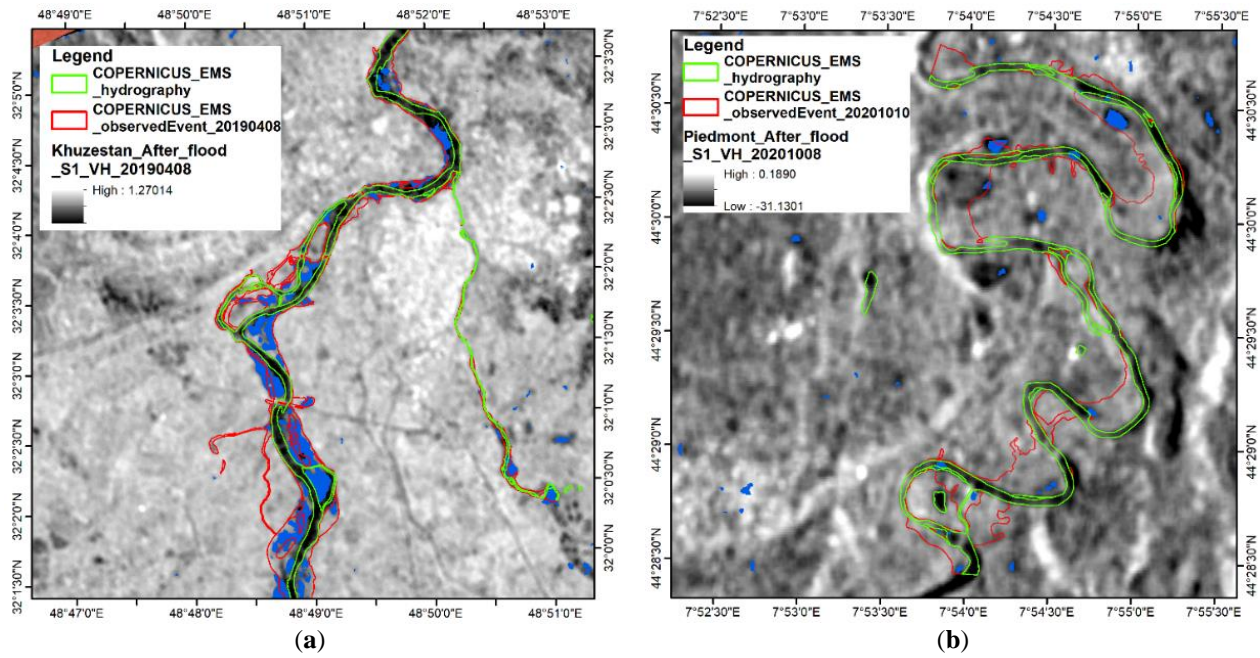 48°49'0"E 48°50'0"E 48°51'0"E 48°52'0"E 48°53'0"E
32°5'0"N
32°4'30"N
32°4'0"N
32°3'30"N
32°3'0"N
32°2'30"N
32°2'0"N
32°1'30"N
Legend
COPERNICUS_EMS
_hydrography
COPERNICUS_EMS
_observedEvent_20190408
Khuzestan_After_flood
_S1_VH_20190408
High : 1.27014
32°3'30"N
32°3'0"N
32°2'30"N
32°2'0"N
32°1'30"N
32°1'0"N
32°0'30"N
32°0'0"N
48°47'0"E 48°48'0"E 48°49'0"E 48°50'0"E 48°51'0"E
(a)
7°52'30"E 7°53'0"E 7°53'30"E 7°54'0"E 7°54'30"E 7°55'0"E 7°55'30"E
44°30'30"N
44°30'0"N
44°29'30"N
44°29'0"N
44°28'30"N
Legend
COPERNICUS_EMS
_hydrography
COPERNICUS_EMS
_observedEvent_20201010
Piedmont_After_flood
_S1_VH_20201008
High : 0.1890
Low : -31.1301
44°30'30"N
44°30'0"N
44°29'30"N
44°29'0"N
44°28'30"N
7°52'30"E 7°53'0"E 7°53'30"E 7°54'0"E 7°54'30"E 7°55'0"E 7°55'30"E
(b)